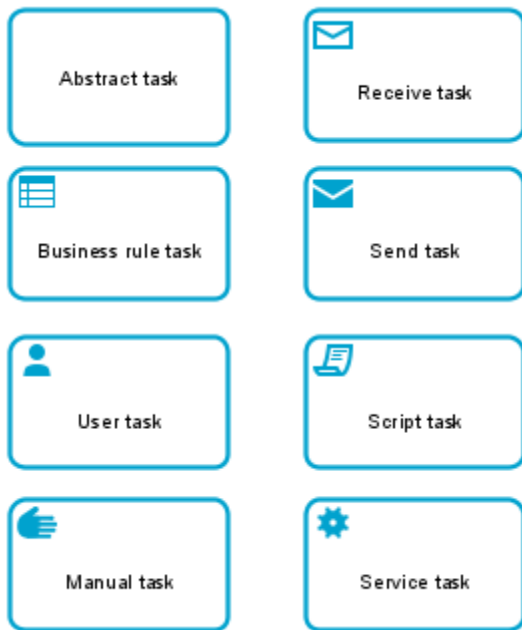 Abstract task
Receive task
Business rule task
Send task
User task
Script task
Manual task
Service task